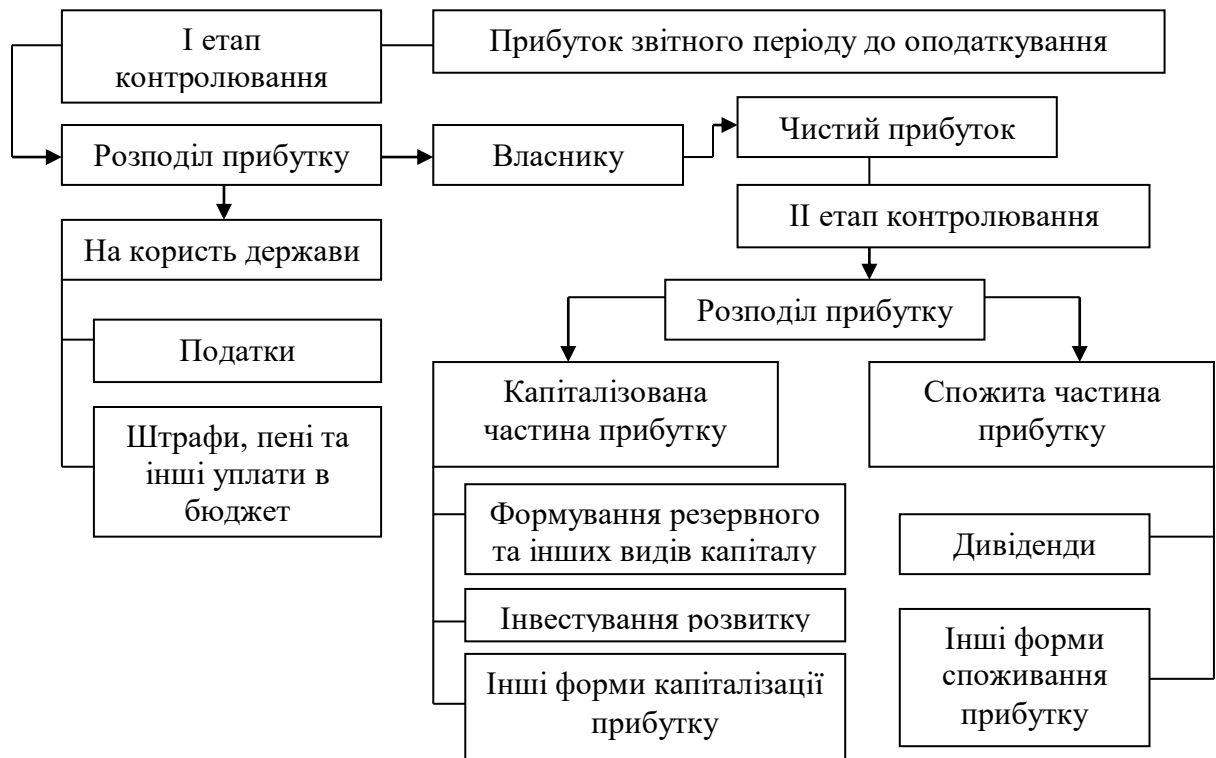 І етап
контролювання
Прибуток звітного періоду до оподаткування
Розподіл прибутку
Власнику
Чистий прибуток
ІІ етап контролювання
На користь держави
Розподіл прибутку
Податки
Штрафи, пені та
інші уплати в
бюджет
Капіталізована
частина прибутку
Спожита частина
прибутку
Формування резервного
та інших видів капіталу
Інвестування розвитку
Інші форми капіталізації
прибутку
Дивіденди
Інші форми
споживання
прибутку